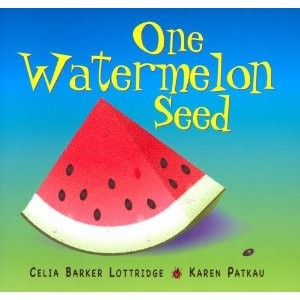 One
Watermelon
Seed
Celia Barker Lottridge Karen Patkau